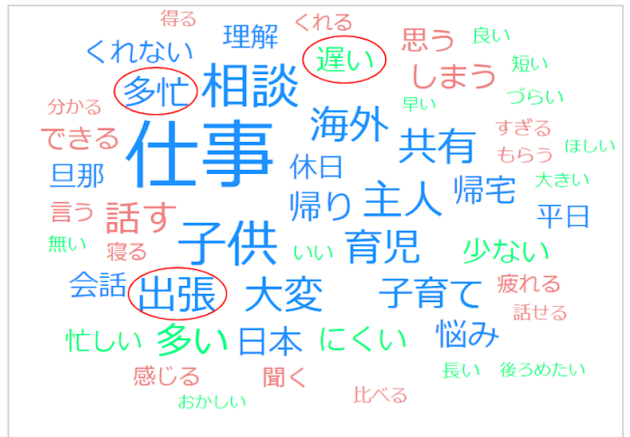 得る くれる
くれない 理解 遅い 思う 良い
多忙 相談 しまう 短い
分かる 早い づらい
できる 仕事 海外 共有 すぎる
旦那 休日 もらう ほしい
言う 話す 帰り 主人 帰宅 大きい
平日
無い 寝る 子供 いい 育児 少ない
会話 出張 大変 子育て 疲れる
話せる
忙しい 多い 日本 にくい 悩み
感じる 聞く 長い 後ろめたい
おかしい 比べる